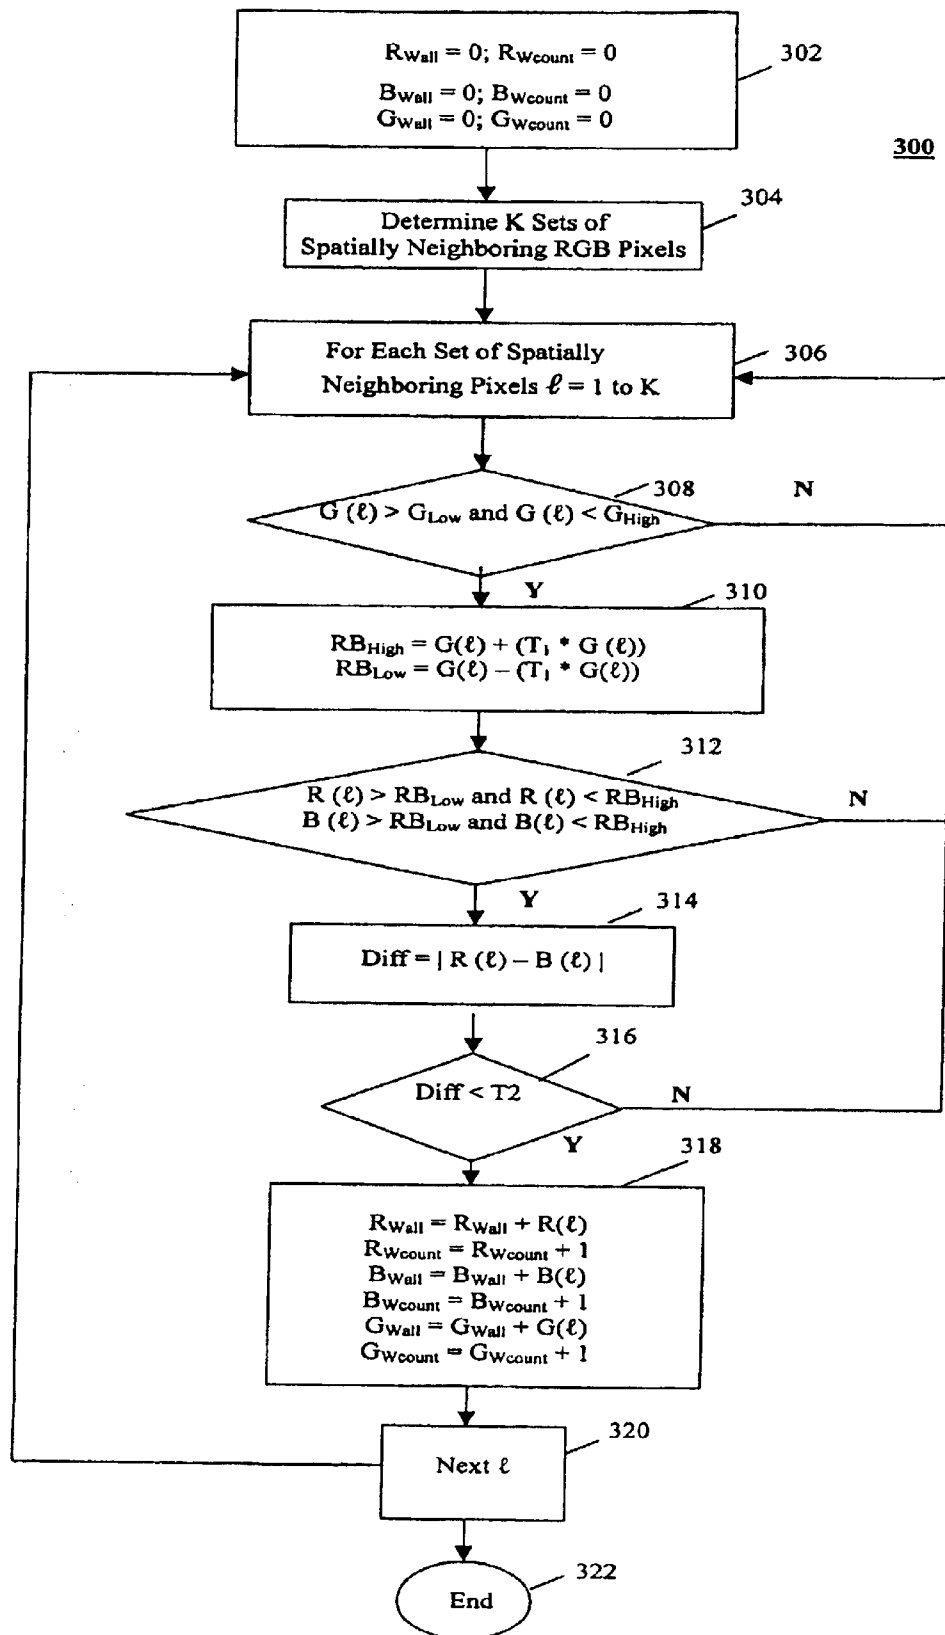 R_Wall = 0; R_Wcount = 0
B_Wall = 0; B_Wcount = 0
G_Wall = 0; G_Wcount = 0
302
300
304
Determine K Sets of
Spatially Neighboring RGB Pixels
For Each Set of Spatially
Neighboring Pixels ℓ = 1 to K
306
308
N
G (ℓ) > G_Low and G (ℓ) < G_High
Y
310
RB_High = G(ℓ) + (T_1 * G (ℓ))
RB_Low = G(ℓ) – (T_1 * G(ℓ))
312
R (ℓ) > RB_Low and R (ℓ) < RB_High
B (ℓ) > RB_Low and B(ℓ) < RB_High
N
Y
314
Diff = | R (ℓ) – B (ℓ) |
316
Diff < T2
N
Y
318
R_Wall = R_Wall + R(ℓ)
R_Wcount = R_Wcount + 1
B_Wall = B_Wall + B(ℓ)
B_Wcount = B_Wcount + 1
G_Wall = G_Wall + G(ℓ)
G_Wcount = G_Wcount + 1
320
Next ℓ
322
End